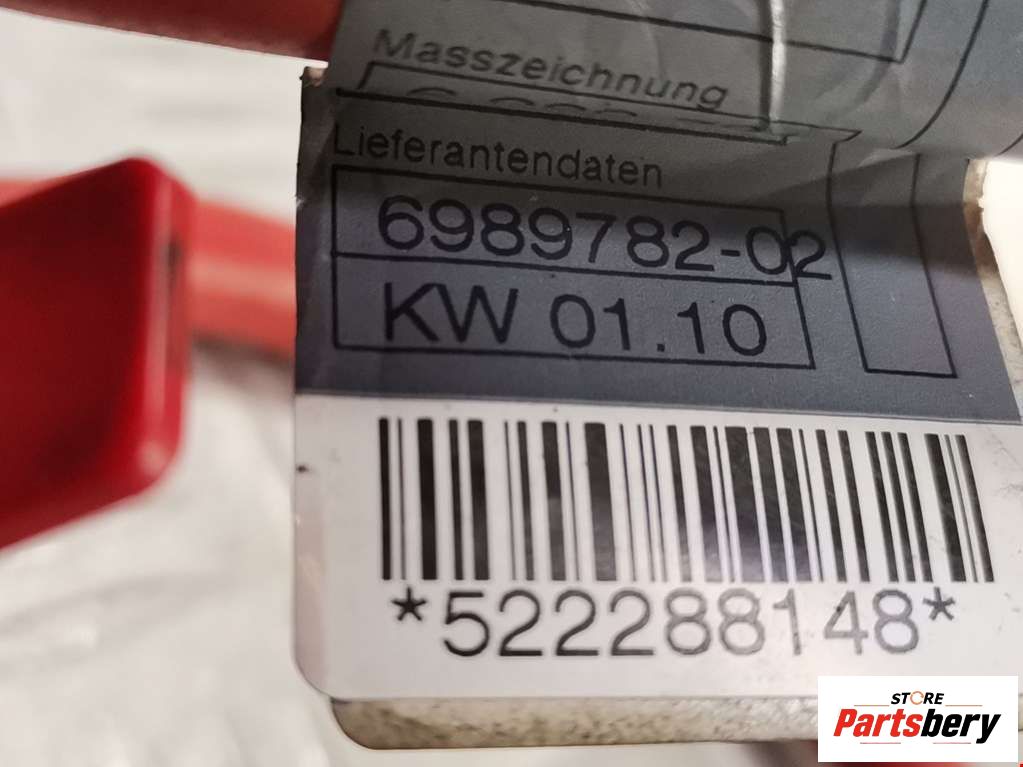 Masszeichnung
Lieferantendaten
6989782-02
KW 01.10
*522288148*
STORE
Partsbery